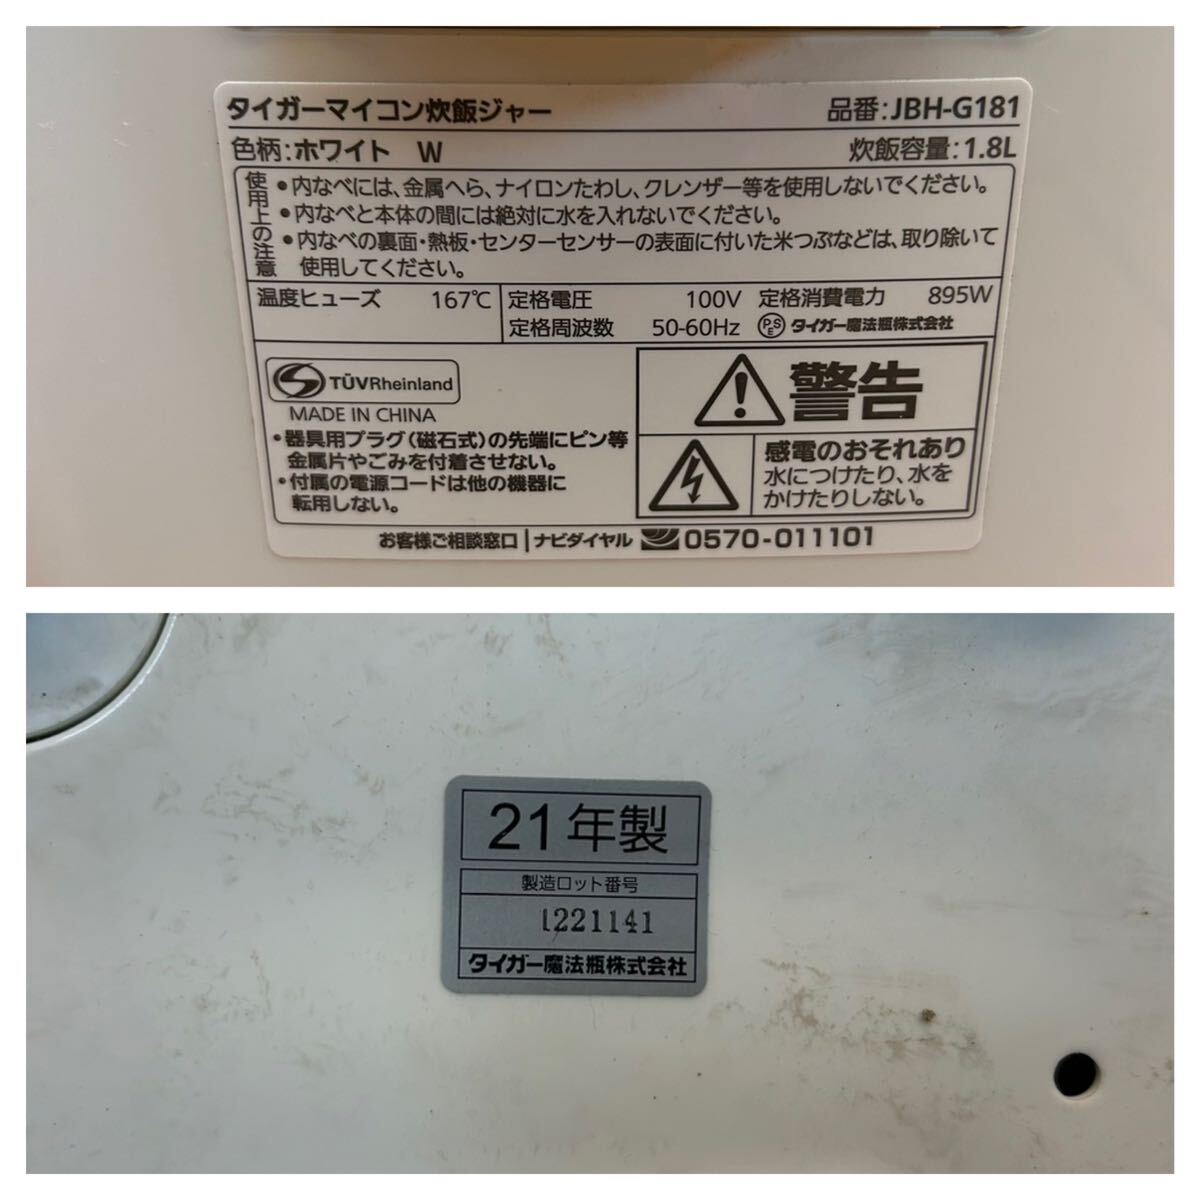 タイガーマイコン炊飯ジャー 品番:JBH-G181
色柄:ホワイト W 炊飯容量:1.8L
使用上の注意
•内なべには、金属へら、ナイロンたわし、クレンザー等を使用しないでください。
•内なべと本体の間には絶対に水を入れないでください。
•内なべの裏面・熱板・センターセンサーの表面に付いた米つぶなどは、取り除いて
使用してください。
温度ヒューズ 167℃ 定格電圧 100V 定格消費電力 895W
定格周波数 50-60Hz PSE タイガー魔法瓶株式会社
TÜVRheinland
MADE IN CHINA
•器具用プラグ(磁石式)の先端にピン等
金属片やごみを付着させない。
•付属の電源コードは他の機器に
転用しない。
警告
感電のおそれあり
水につけたり、水を
かけたりしない。
お客様ご相談窓口 | ナビダイヤル 0570-011101
21年製
製造ロット番号
1221141
タイガー魔法瓶株式会社